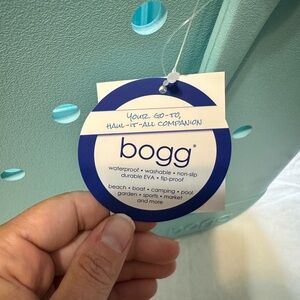 Your go-to,
haul-it-all companion
bogg®
waterproof • washable • non-slip
durable EVA • tip-proof
beach • boat • camping • pool
garden • sports • market
and more
bogg